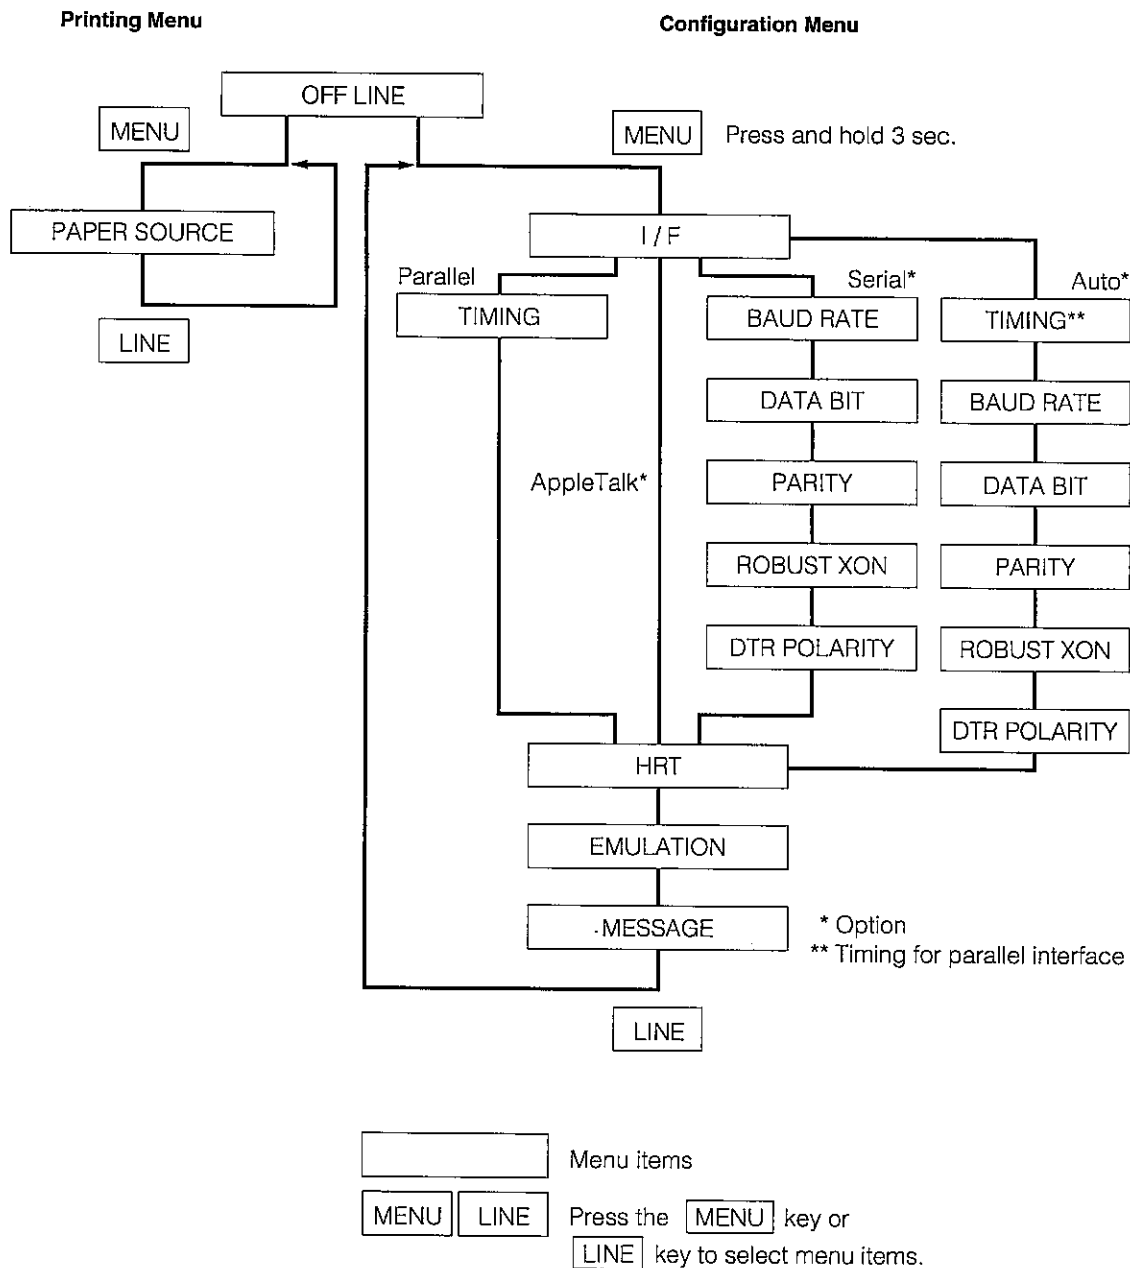 Printing Menu
Configuration Menu
OFF LINE
MENU
MENU Press and hold 3 sec.
PAPER SOURCE
I / F
Parallel
Serial*
Auto*
TIMING
BAUD RATE
TIMING**
LINE
DATA BIT
BAUD RATE
AppleTalk*
PARITY
DATA BIT
ROBUST XON
PARITY
DTR POLARITY
ROBUST XON
DTR POLARITY
HRT
EMULATION
MESSAGE
* Option
** Timing for parallel interface
LINE
Menu items
MENU LINE Press the MENU key or
LINE key to select menu items.